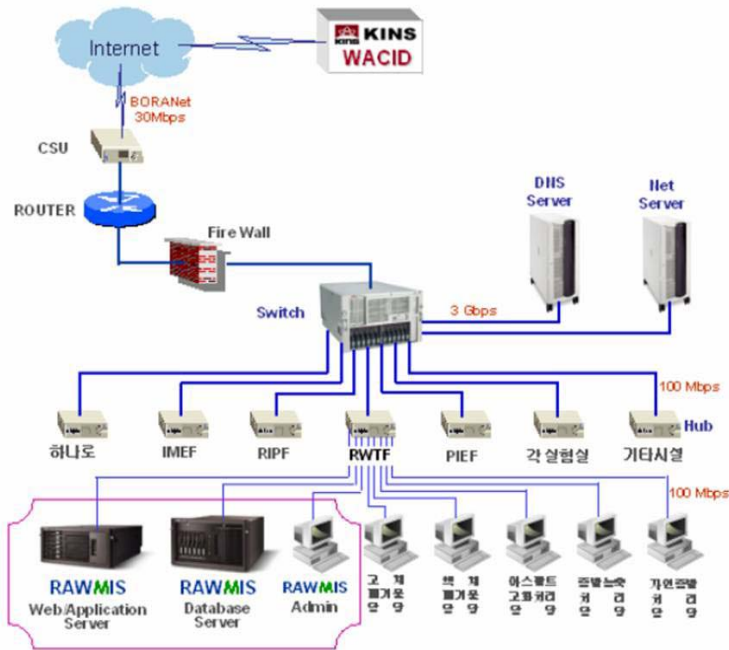 Internet
KINS
KINS
WACID
BORANet
30Mbps
CSU
ROUTER
Fire Wall
DNS
Server
Net
Server
Switch
3 Gbps
100 Mbps
하나로
IMEF
RIPF
RWTF
PIEF
각 실험실
기타시설
Hub
100 Mbps
RAWMIS
Web/Application
Server
RAWMIS
Database
Server
RAWMIS
Admin
고 체
폐기물
담 당
액 체
폐기물
담 당
아스팔트
고화처리
담 당
증발농축
처 리
담 당
자연증발
처 리
담 당